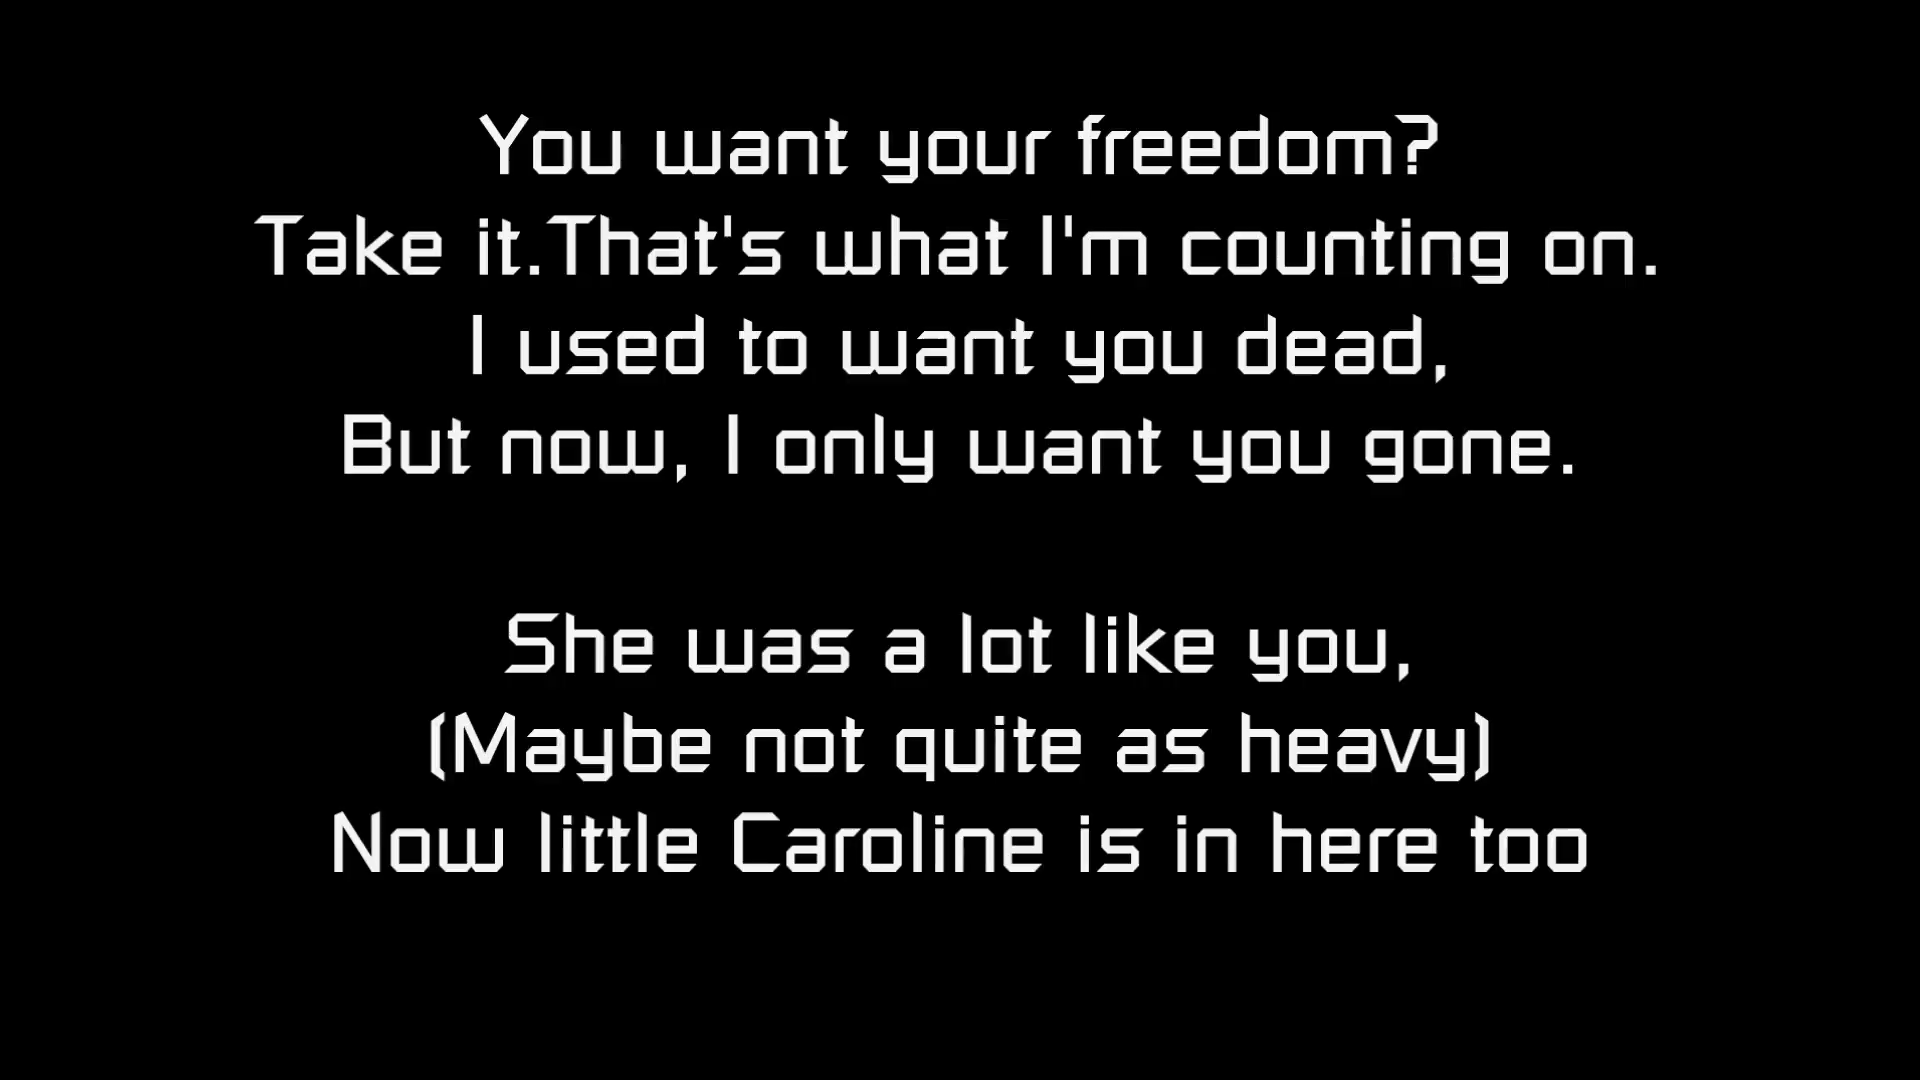 You want your freedom?
Take it.That's what I'm counting on.
I used to want you dead,
But now, I only want you gone.
She was a lot like you,
(Maybe not quite as heavy)
Now little Caroline is in here too